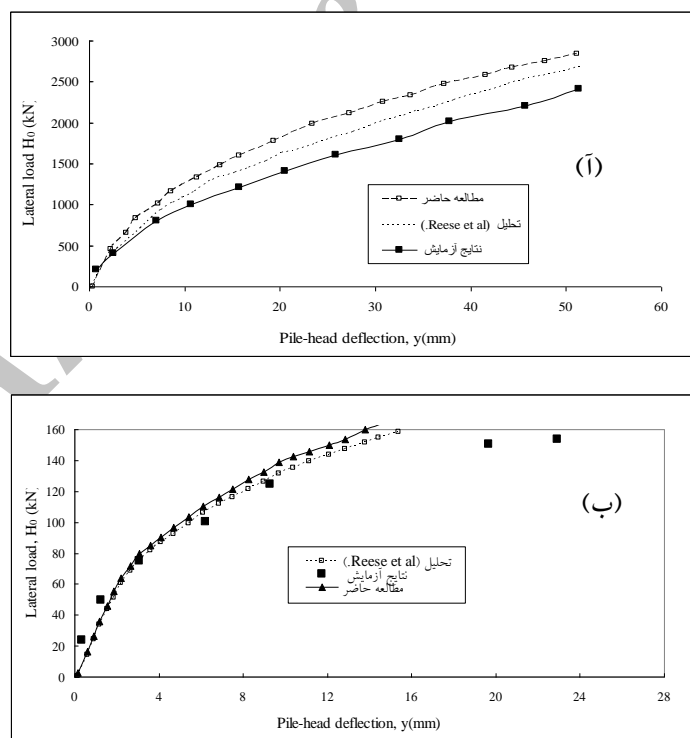 3000
2500
2000
1500
1000
500
0
Lateral load H0 (kN)
0 10 20 30 40 50 60
Pile-head deflection, y(mm)
(آ)
مطالعه حاضر
تحلیل (Reese et al.)
نتایج آزمایش
160
140
120
100
80
60
40
20
0
Lateral load, H0 (kN)
0 4 8 12 16 20 24 28
Pile-head deflection, y(mm)
(ب)
تحلیل (Reese et al.)
نتایج آزمایش
مطالعه حاضر